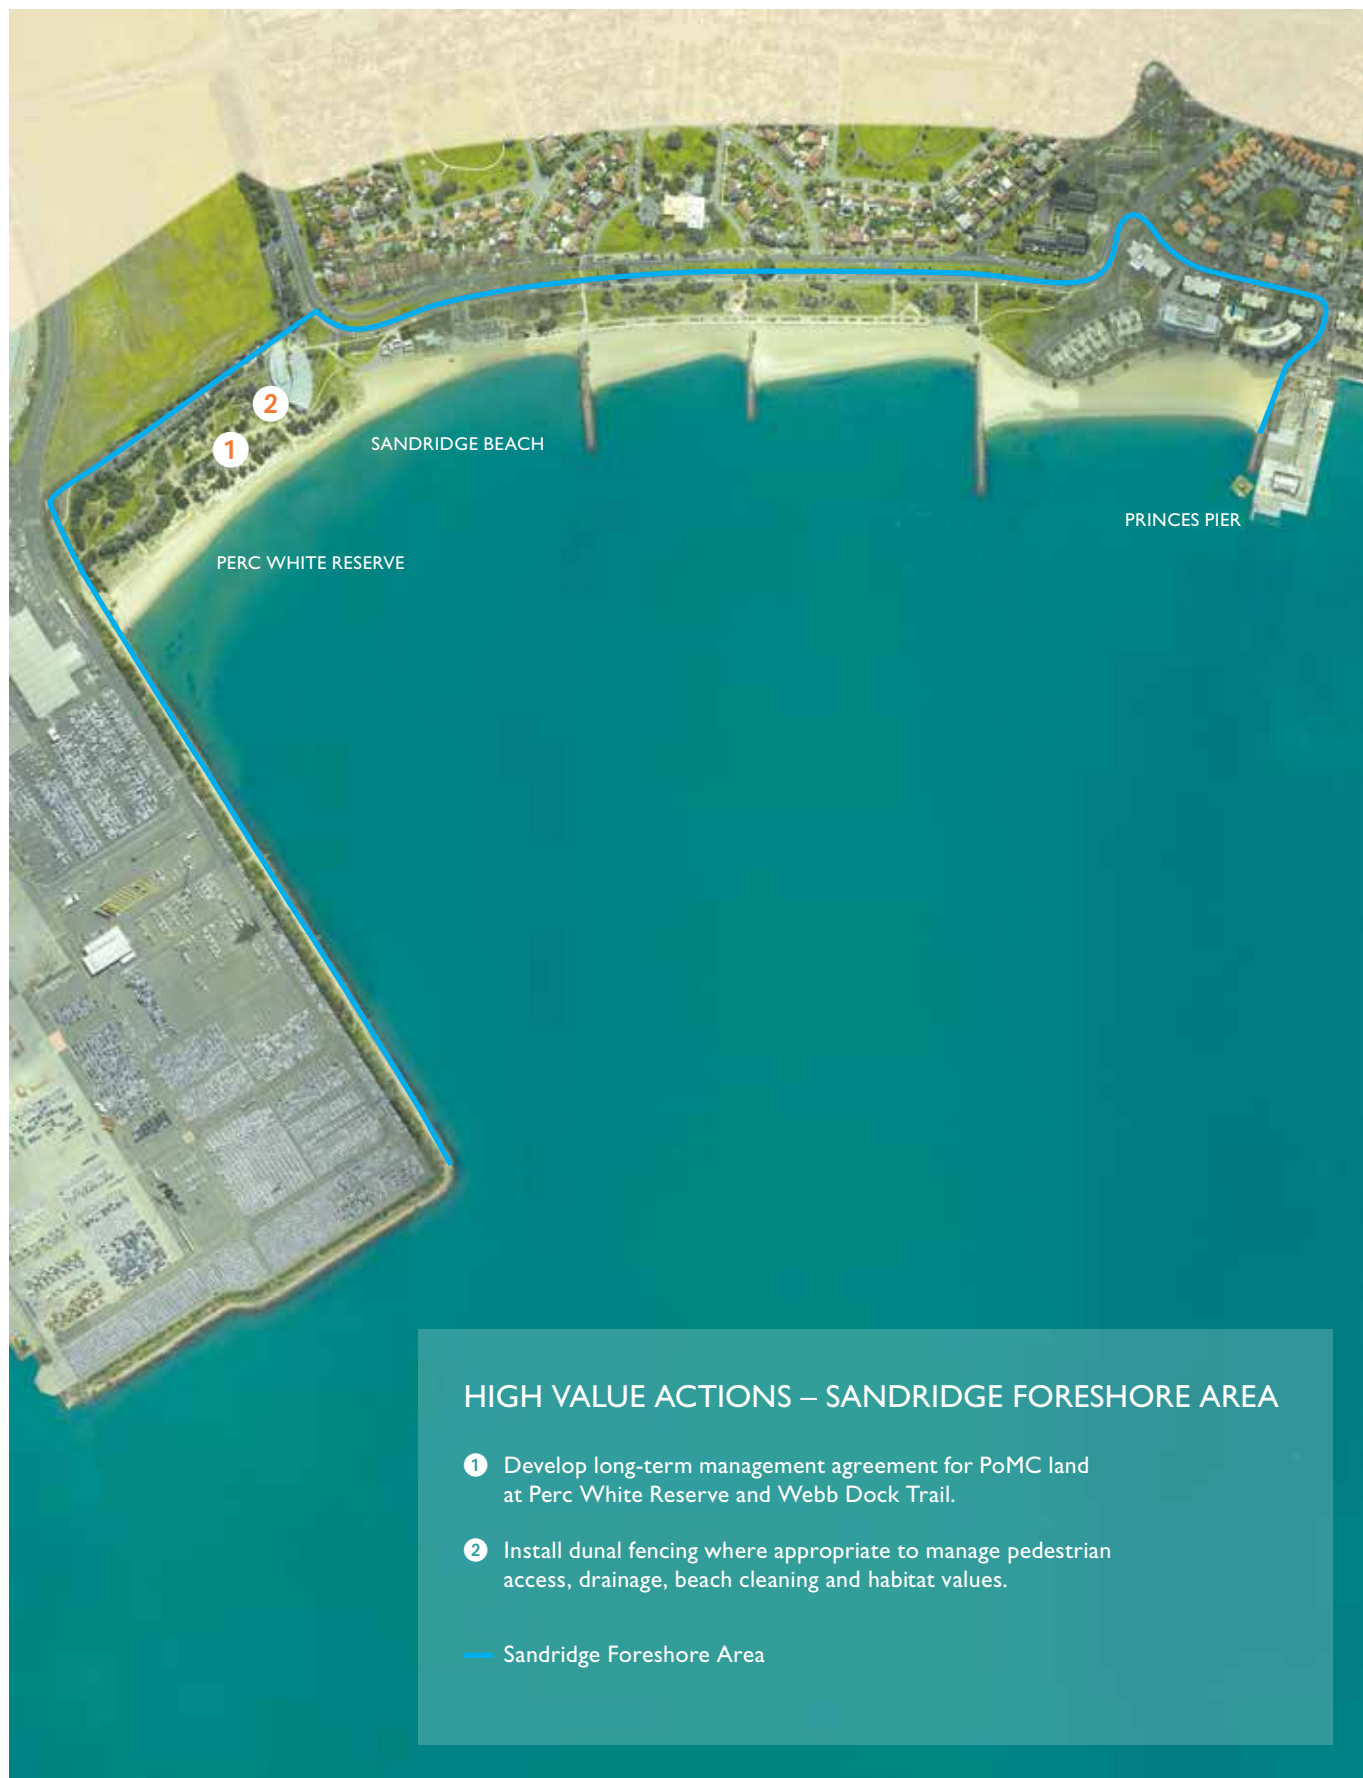 2
1
SANDRIDGE BEACH
PRINCES PIER
PERC WHITE RESERVE
HIGH VALUE ACTIONS – SANDRIDGE FORESHORE AREA
1 Develop long-term management agreement for PoMC land
at Perc White Reserve and Webb Dock Trail.
2 Install dunal fencing where appropriate to manage pedestrian
access, drainage, beach cleaning and habitat values.
Sandridge Foreshore Area